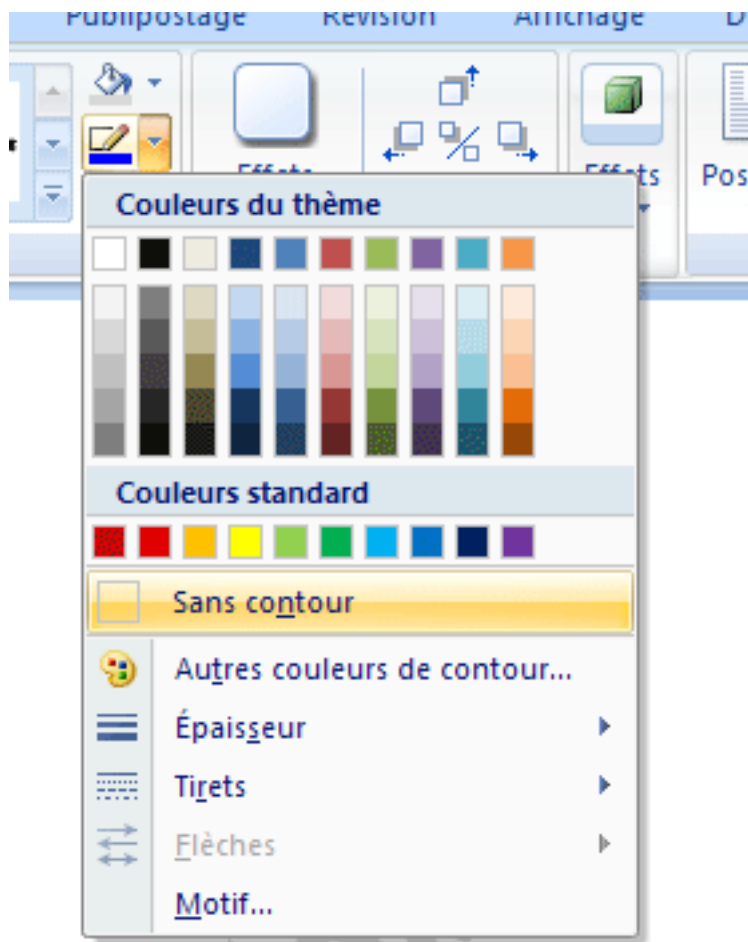 Publipostage Révision Affichage D
Effets Effets Pos
Couleurs du thème
Couleurs standard
Sans contour
Autres couleurs de contour...
Épaisseur
Tirets
Flèches
Motif...